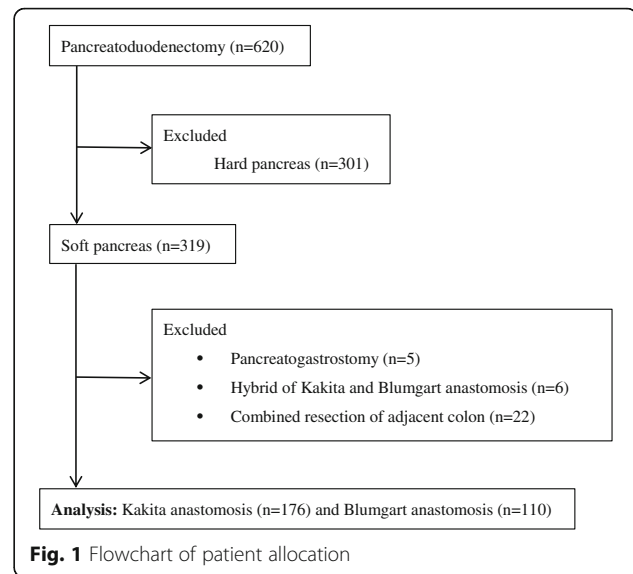 Pancreatoduodenectomy (n=620)
Excluded
Hard pancreas (n=301)
Soft pancreas (n=319)
Excluded
• Pancreatogastrostomy (n=5)
• Hybrid of Kakita and Blumgart anastomosis (n=6)
• Combined resection of adjacent colon (n=22)
Analysis: Kakita anastomosis (n=176) and Blumgart anastomosis (n=110)
Fig. 1 Flowchart of patient allocation